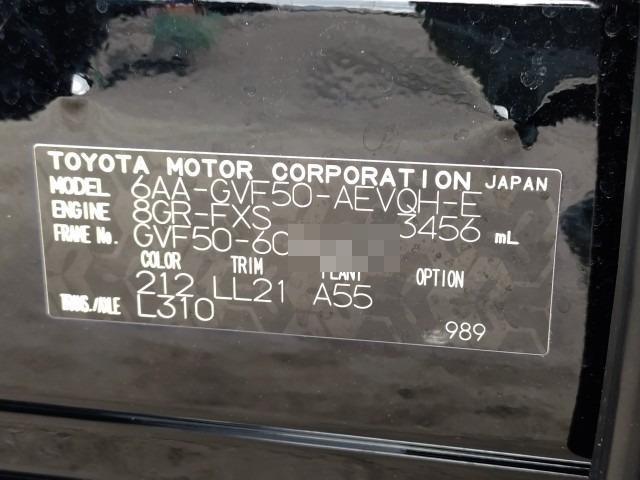 TOYOTA MOTOR CORPORATION JAPAN
MODEL 6AA-GVF50-AEVQH-E
ENGINE 8GR-FXS 3456 mL
FRAME No. GVF50-60
COLOR TRIM PLANT OPTION
212 LL21 A55
TRANS./AXLE L310
989